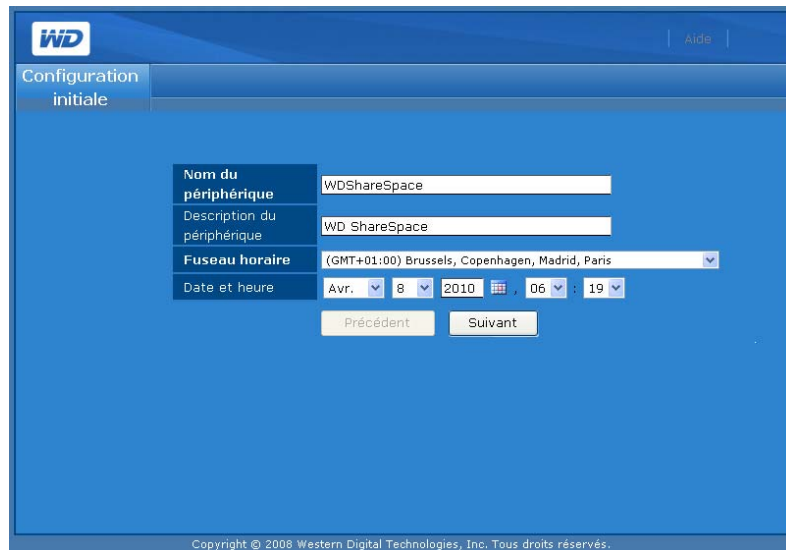 WD
| Aide |
Configuration
initiale
Nom du
périphérique
WDShareSpace
Description du
périphérique
WD ShareSpace
Fuseau horaire
(GMT+01:00) Brussels, Copenhagen, Madrid, Paris
Date et heure
Avr. 8 2010 , 06 : 19
Précédent Suivant
Copyright © 2008 Western Digital Technologies, Inc. Tous droits réservés.